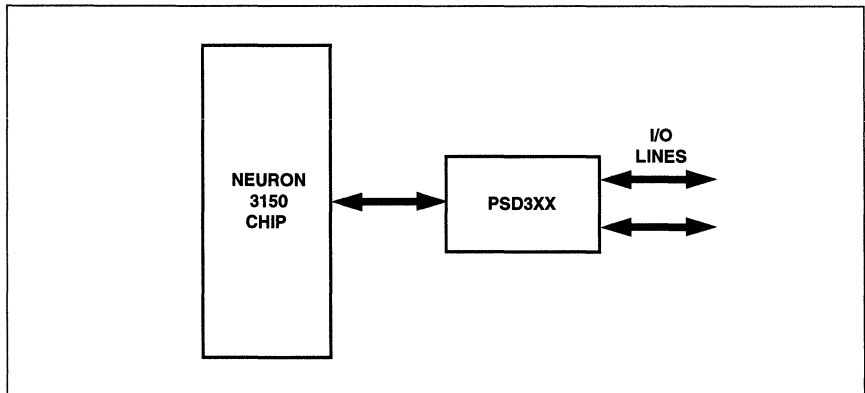 NEURON
3150
CHIP
PSD3XX
I/O
LINES